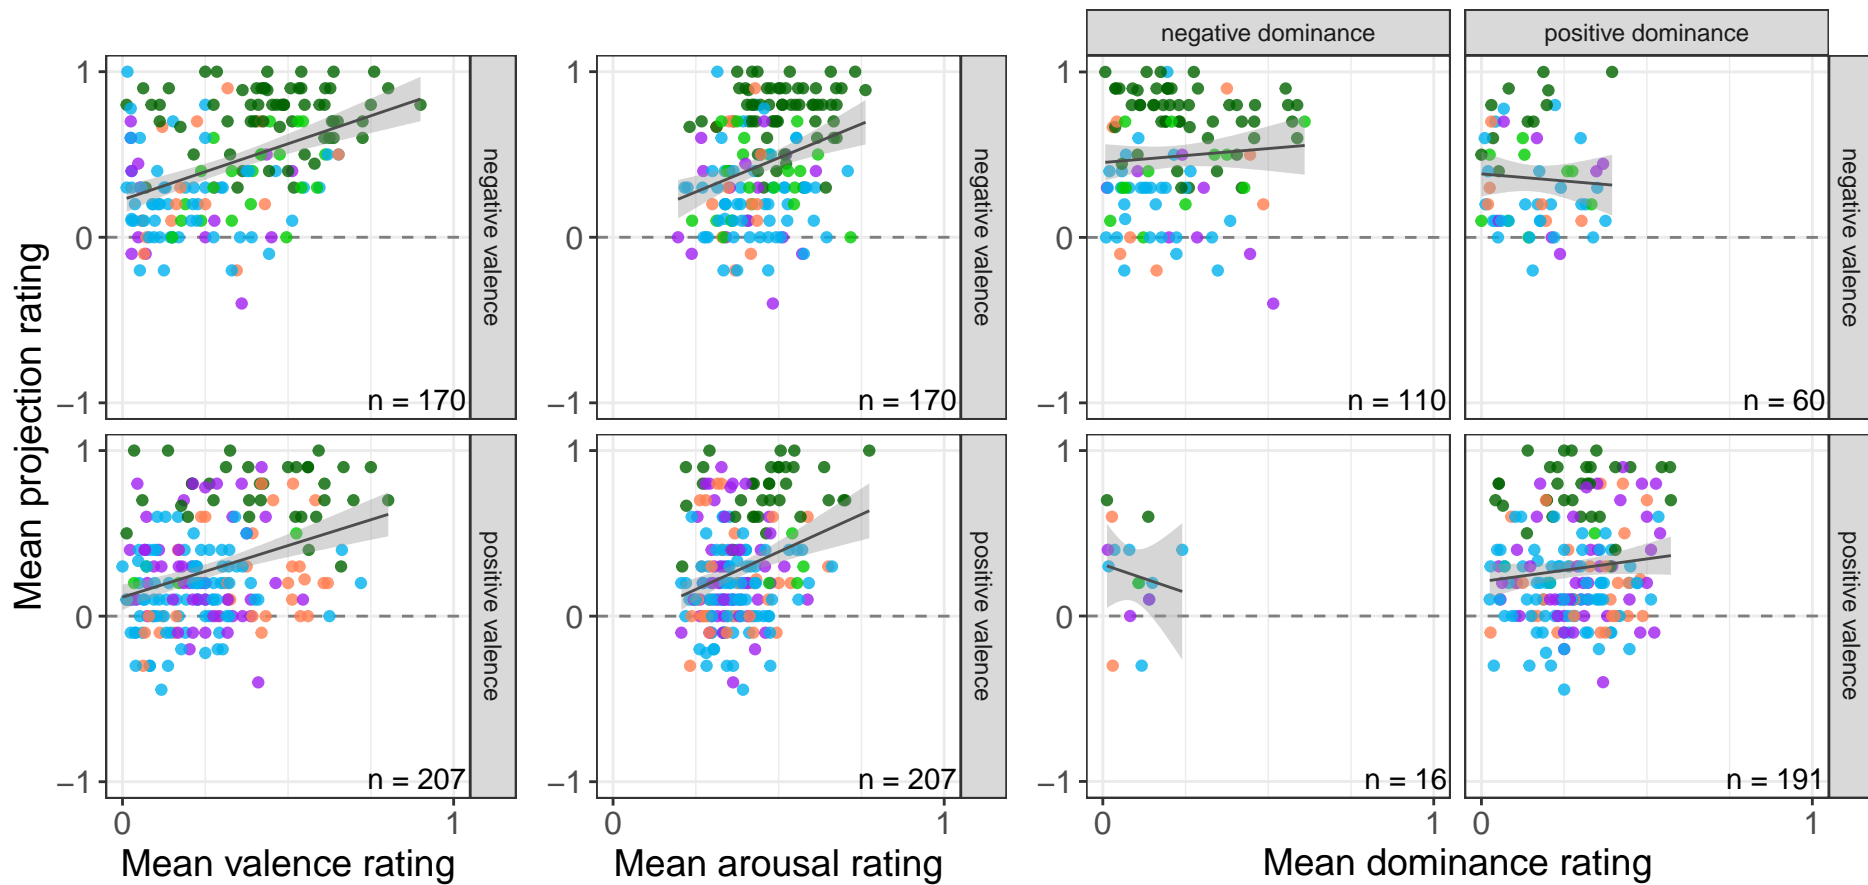 negative dominance
positive dominance
Mean projection rating
1
0
−1
n = 170
negative valence
1
0
−1
n = 170
negative valence
1
0
−1
n = 110
n = 60
negative valence
1
0
−1
n = 207
positive valence
1
0
−1
n = 207
positive valence
1
0
−1
n = 16
n = 191
positive valence
0
1
0
1
0
1
0
1
Mean valence rating
Mean arousal rating
Mean dominance rating